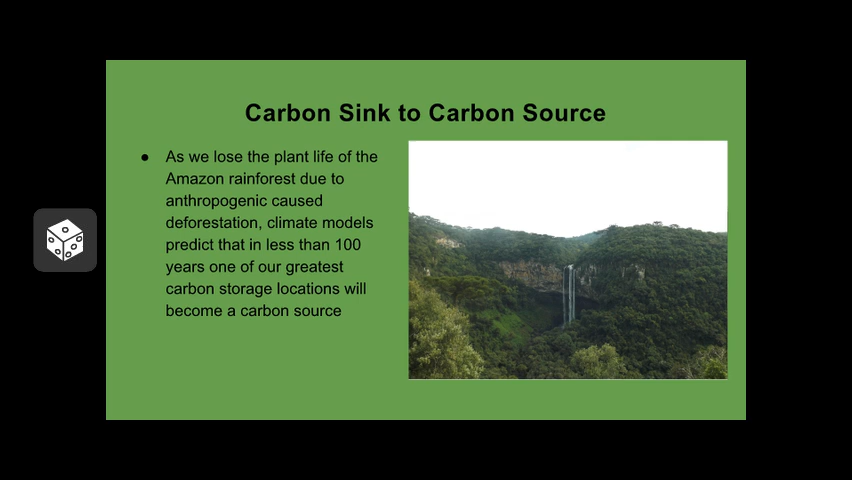 Carbon Sink to Carbon Source
● As we lose the plant life of the
Amazon rainforest due to
anthropogenic caused
deforestation, climate models
predict that in less than 100
years one of our greatest
carbon storage locations will
become a carbon source